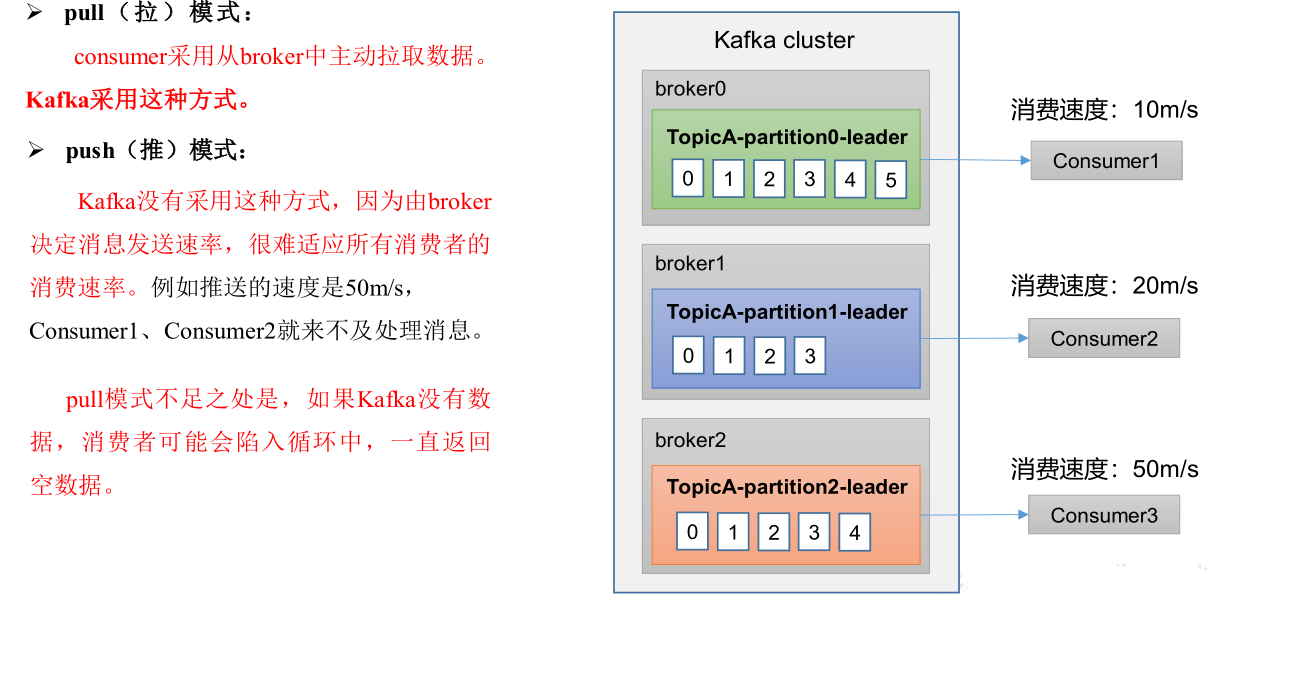 ➢ pull（拉）模式：
consumer采用从broker中主动拉取数据。
Kafka采用这种方式。
➢ push（推）模式：
Kafka没有采用这种方式，因为由broker
决定消息发送速率，很难适应所有消费者的
消费速率。例如推送的速度是50m/s，
Consumer1、Consumer2就来不及处理消息。
pull模式不足之处是，如果Kafka没有数
据，消费者可能会陷入循环中，一直返回
空数据。
Kafka cluster
broker0
TopicA-partition0-leader
0 1 2 3 4 5
消费速度：10m/s
Consumer1
broker1
TopicA-partition1-leader
0 1 2 3
消费速度：20m/s
Consumer2
broker2
TopicA-partition2-leader
0 1 2 3 4
消费速度：50m/s
Consumer3